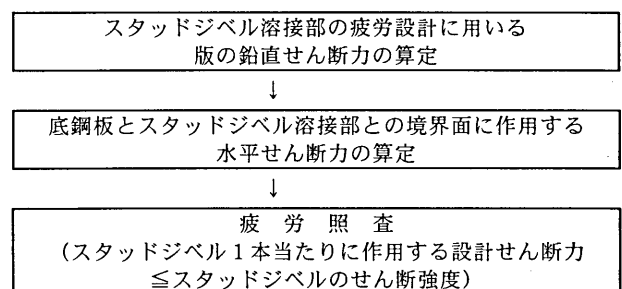 スタッドジベル溶接部の疲労設計に用いる
版の鉛直せん断力の算定
↓
底鋼板とスタッドジベル溶接部との境界面に作用する
水平せん断力の算定
↓
疲 労 照 査
(スタッドジベル1本当たりに作用する設計せん断力
≦スタッドジベルのせん断強度)